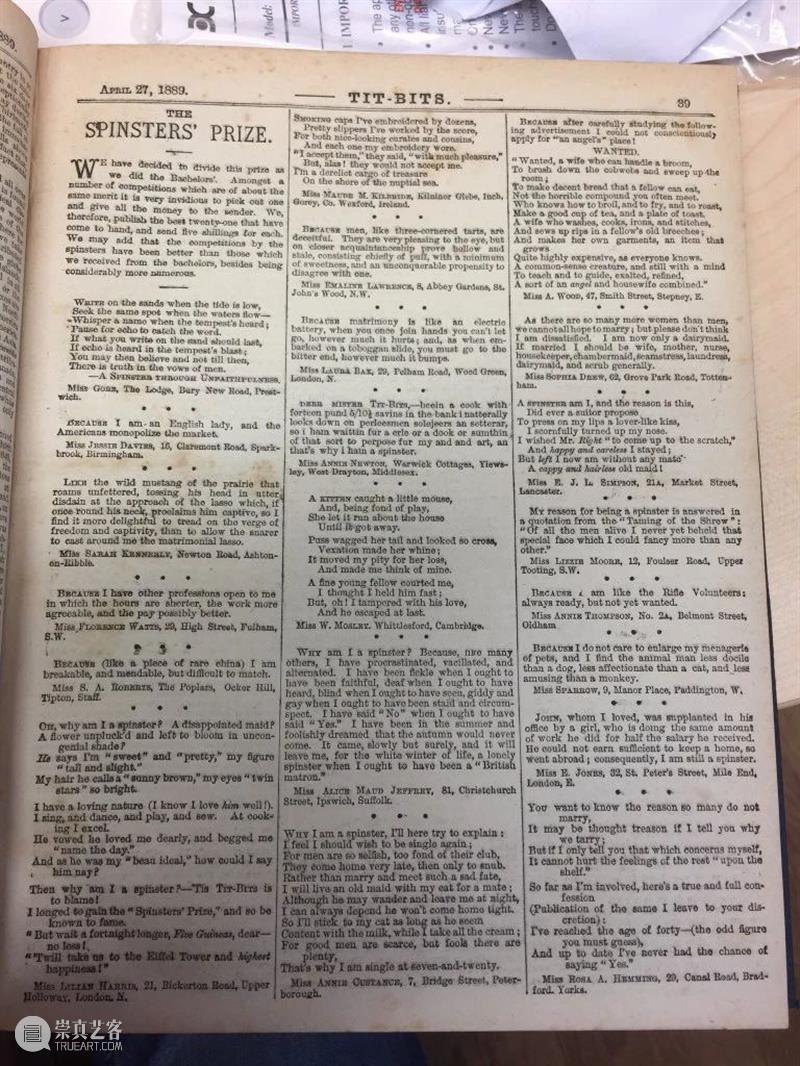 APRIL 27, 1889.
TIT-BITS.
39
THE
SPINSTERS' PRIZE.
WE have decided to divide this prize as
we did the Bachelors'. Amongst a
number of competitions which are of about the
same merit it is very invidious to pick out one
and give all the money to the sender. We,
therefore, publish the best twenty-one that have
come to hand, and send five shillings for each.
We may add that the competitions by the
spinsters have been better than those which
we received from the bachelors, besides being
considerably more numerous.
WRITE on the sands when the tide is low,
Seek the same spot when the waters flow—
Whisper a name when the tempest's heard;
Pause for echo to catch the word.
If what you write on the sand should last,
If echo is heard in the tempest's blast;
You may then believe and not till then,
There is truth in the vows of men.
—A SPINSTER THROUGH UNFAITHFULNESS.
MISS GORE, The Lodge, Bury New Road, Prest-
wich.
BECAUSE I am an English lady, and the
Americans monopolize the market.
MISS JESSIE DAVIES, 16, Claremont Road, Spark-
brook, Birmingham.
LIKE the wild mustang of the prairie that
roams unfettered, tossing his head in utter
disdain at the approach of the lasso which, if
once round his neck, proclaims him captive, so I
find it more delightful to tread on the verge of
freedom and captivity, than to allow the snarer
to cast around me the matrimonial lasso.
MISS SARAH KENNERLY, Newton Road, Ashton-
on-Ribble.
BECAUSE I have other professions open to me
in which the hours are shorter, the work more
agreeable, and the pay possibly better.
MISS FLORENCE WATTS, 29, High Street, Fulham,
S.W.
BECAUSE (like a piece of rare china) I am
breakable, and mendable, but difficult to match.
MISS S. A. ROBERTS, The Poplars, Ocker Hill,
Tipton, Staff.
OH, why am I a spinster? A disappointed maid?
A flower unpluck'd and left to bloom in uncon-
genial shade?
He says I'm "sweet" and "pretty," my figure
"tall and slight."
My hair he calls a "sunny brown," my eyes "twin
stars" so bright.
I have a loving nature (I know I love him well!).
I sing, and dance, and play, and sew. At cook-
ing I excel.
He vowed he loved me dearly, and begged me
"name the day."
And as he was my "beau ideal," how could I say
him nay?
Then why am I a spinster?—'Tis TIT-BITS is
to blame!
I longed to gain the "Spinsters' Prize," and so be
known to fame.
"But wait a fortnight longer, Five Guineas, dear—
no less!
"'Twill take us to the Eiffel Tower and highest
happiness!"
MISS LILIAN HARRIS, 21, Bickerton Road, Upper
Holloway, London, N.
SMOKING caps I've embroidered by dozens,
Pretty slippers I've worked by the score,
For both nice-looking curates and cousins,
And each one my embroidery wore.
"I accept them," they said, "with much pleasure,"
But, alas! they would not accept me.
I'm a derelict cargo of treasure
On the shore of the nuptial sea.
MISS MAUDE M. KILBRIDE, Kilninor Glebe, Inch,
Gorey, Co. Wexford, Ireland.
BECAUSE men, like three-cornered tarts, are
deceitful. They are very pleasing to the eye, but
on closer acquaintanceship prove hollow and
stale, consisting chiefly of puff, with a minimum
of sweetness, and an unconquerable propensity to
disagree with one.
MISS EMALINE LAWRENCE, 8, Abbey Gardens, St.
John's Wood, N.W.
BECAUSE matrimony is like an electric
battery, when you once join hands you can't let
go, however much it hurts; and, as when em-
barked on a toboggan slide, you must go to the
bitter end, however much it bumps.
MISS LAURA BAX, 29, Pelham Road, Wood Green,
London, N.
DEER MISTER TIT-BITS,—beein a cook with
forteen pund 5/10½ savins in the bank i natterally
looks down on perleecmen solejeers an setterar,
so i ham waittin fur a erle or a dook or sumthin
of that sort to perpose fur my and and art, an
that's why i hain a spinster.
MISS ANNIE NEWTON, Warwick Cottages, Yiews-
ley, West Drayton, Middlesex.
A KITTEN caught a little mouse,
And, being fond of play,
She let it run about the house
Until it got away.
Puss wagged her tail and looked so cross,
Vexation made her whine;
It moved my pity for her loss,
And made me think of mine.
A fine young fellow courted me,
I thought I held him fast;
But, oh! I tampered with his love,
And he escaped at last.
MISS W. MOSLEY, Whittlesford, Cambridge.
WHY am I a spinster? Because, like many
others, I have procrastinated, vacillated, and
alternated. I have been fickle when I ought to
have been faithful, deaf when I ought to have
heard, blind when I ought to have seen, giddy and
gay when I ought to have been staid and circum-
spect. I have said "No" when I ought to have
said "Yes." I have been in the summer and
foolishly dreamed that the autumn would never
come. It came, slowly but surely, and it will
leave me, for the white winter of life, a lonely
spinster when I ought to have been a "British
matron."
MISS ALICE MAUD JEFFREY, 81, Christchurch
Street, Ipswich, Suffolk.
WHY I am a spinster, I'll here try to explain:
I feel I should wish to be single again;
For men are so selfish, too fond of their club,
They come home very late, then only to snub.
Rather than marry and meet such a sad fate,
I will live an old maid with my cat for a mate;
Although he may wander and leave me at night,
I can always depend he won't come home tight.
So I'll stick to my cat as long as he seem
Content with the milk, while I take all the cream;
For good men are scarce, but fools there are
plenty,
That's why I am single at seven-and-twenty.
MISS ANNIE CUSTANCE, 7, Bridge Street, Peter-
borough.
BECAUSE after carefully studying the follow-
ing advertisement I could not conscientiously
apply for "an angel's" place!
WANTED.
"Wanted, a wife who can handle a broom,
To brush down the cobwebs and sweep up the
room;
To make decent bread that a fellow can eat,
Not the horrible compound you often meet.
Who knows how to broil, and to fry, and to roast,
Make a good cup of tea, and a plate of toast.
A wife who washes, cooks, irons, and stitches,
And sews up rips in a fellow's old breeches;
And makes her own garments, an item that
grows
Quite highly expensive, as everyone knows.
A common-sense creature, and still with a mind
To teach and to guide, exalted, refined,
A sort of an angel and housewife combined."
MISS A. WOOD, 47, Smith Street, Stepney, E.
As there are so many more women than men,
we cannot all hope to marry; but please don't think
I am dissatisfied. I am now only a dairymaid.
If married I should be wife, mother, nurse,
housekeeper, chambermaid, seamstress, laundress,
dairymaid, and scrub generally.
MISS SOPHIA DREW, 62, Grove Park Road, Totten-
ham.
A SPINSTER am I, and the reason is this,
Did ever a suitor propose
To press on my lips a lover-like kiss,
I scornfully turned up my nose.
I wished Mr. Right "to come up to the scratch,"
And happy and careless I stayed;
But left I now am without any mate
A cappy and hairless old maid!
MISS E. J. L. SIMPSON, 21A, Market Street,
Lancaster.
My reason for being a spinster is answered in
a quotation from the "Taming of the Shrew":
"Of all the men alive I never yet beheld that
special face which I could fancy more than any
other."
MISS LIZZIE MOORE, 12, Foulser Road, Upper
Tooting, S.W.
BECAUSE I am like the Rifle Volunteers:
always ready, but not yet wanted.
MISS ANNIE THOMPSON, No. 2A, Belmont Street,
Oldham
BECAUSE I do not care to enlarge my menagerie
of pets, and I find the animal man less docile
than a dog, less affectionate than a cat, and less
amusing than a monkey.
MISS SPARROW, 9, Manor Place, Paddington, W.
JOHN, whom I loved, was supplanted in his
office by a girl, who is doing the same amount
of work he did for half the salary he received.
He could not earn sufficient to keep a home, so
went abroad; consequently, I am still a spinster.
MISS E. JONES, 32, St. Peter's Street, Mile End,
London, E.
YOU want to know the reason so many do not
marry,
It may be thought treason if I tell you why
we tarry;
But if I only tell you that which concerns myself,
It cannot hurt the feelings of the rest "upon the
shelf."
So far as I'm involved, here's a true and full con-
fession
(Publication of the same I leave to your dis-
cretion):
I've reached the age of forty—(the odd figure
you must guess),
And up to date I've never had the chance of
saying "Yes."
MISS ROSA A. HEMMING, 29, Canal Road, Brad-
ford, Yorks.
崇真艺客
TRUEART.COM